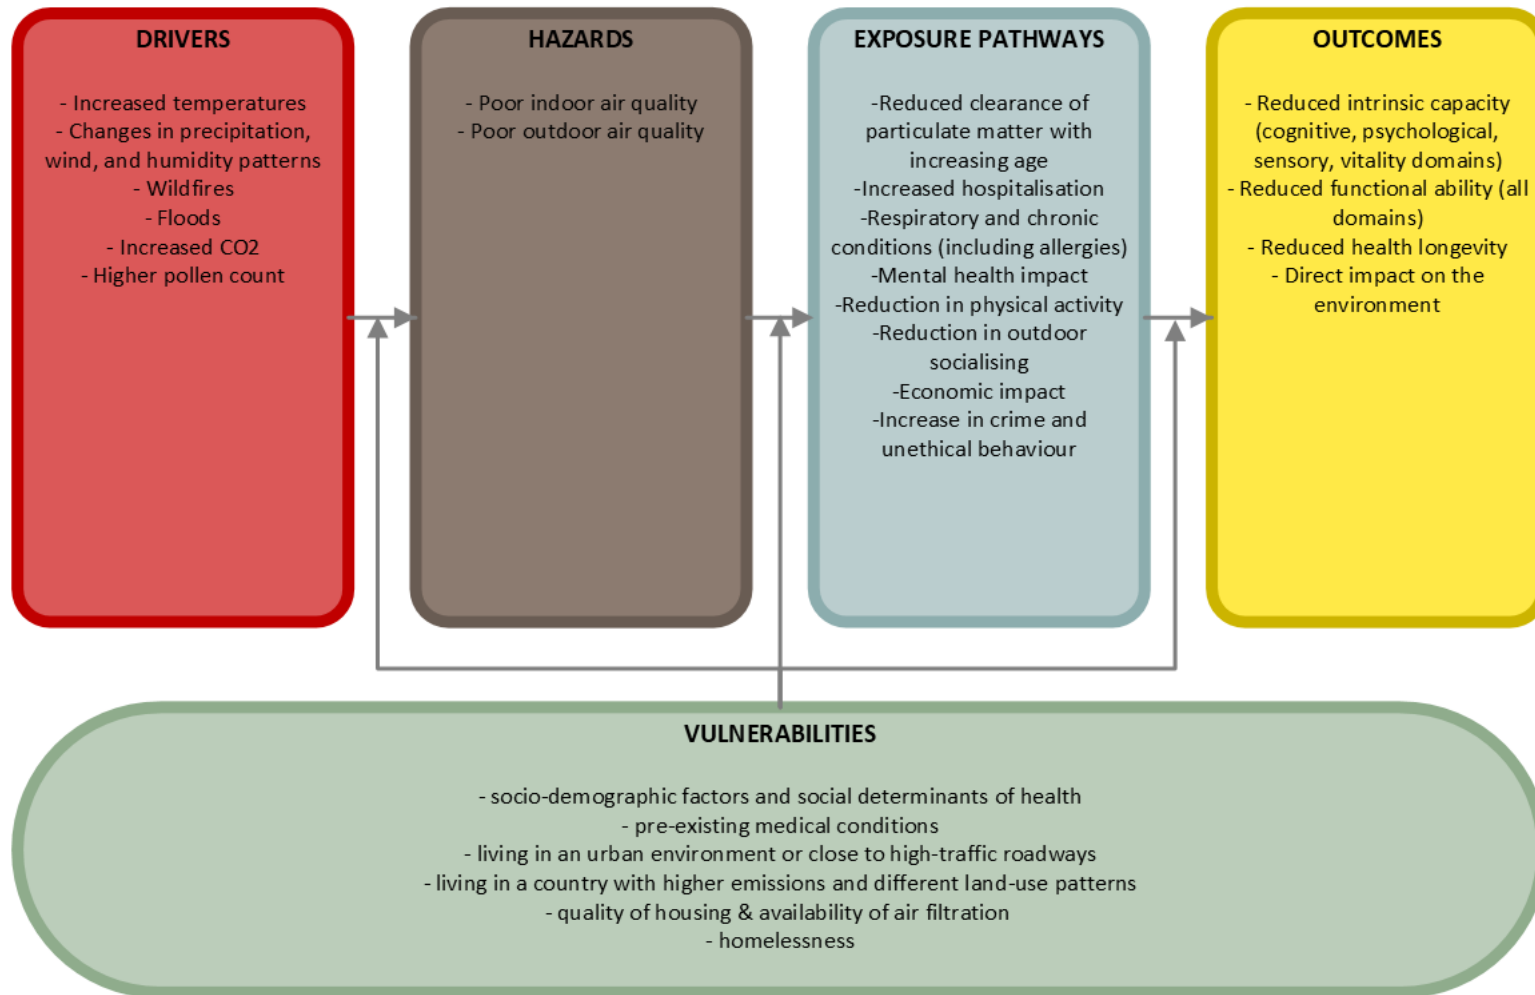 DRIVERS
- Increased temperatures
- Changes in precipitation,
wind, and humidity patterns
- Wildfires
- Floods
- Increased CO2
- Higher pollen count
HAZARDS
- Poor indoor air quality
- Poor outdoor air quality
EXPOSURE PATHWAYS
-Reduced clearance of
particulate matter with
increasing age
-Increased hospitalisation
-Respiratory and chronic
conditions (including allergies)
-Mental health impact
-Reduction in physical activity
-Reduction in outdoor
socialising
-Economic impact
-Increase in crime and
unethical behaviour
OUTCOMES
- Reduced intrinsic capacity
(cognitive, psychological,
sensory, vitality domains)
- Reduced functional ability (all
domains)
- Reduced health longevity
- Direct impact on the
environment
VULNERABILITIES
- socio-demographic factors and social determinants of health
- pre-existing medical conditions
- living in an urban environment or close to high-traffic roadways
- living in a country with higher emissions and different land-use patterns
- quality of housing & availability of air filtration
- homelessness